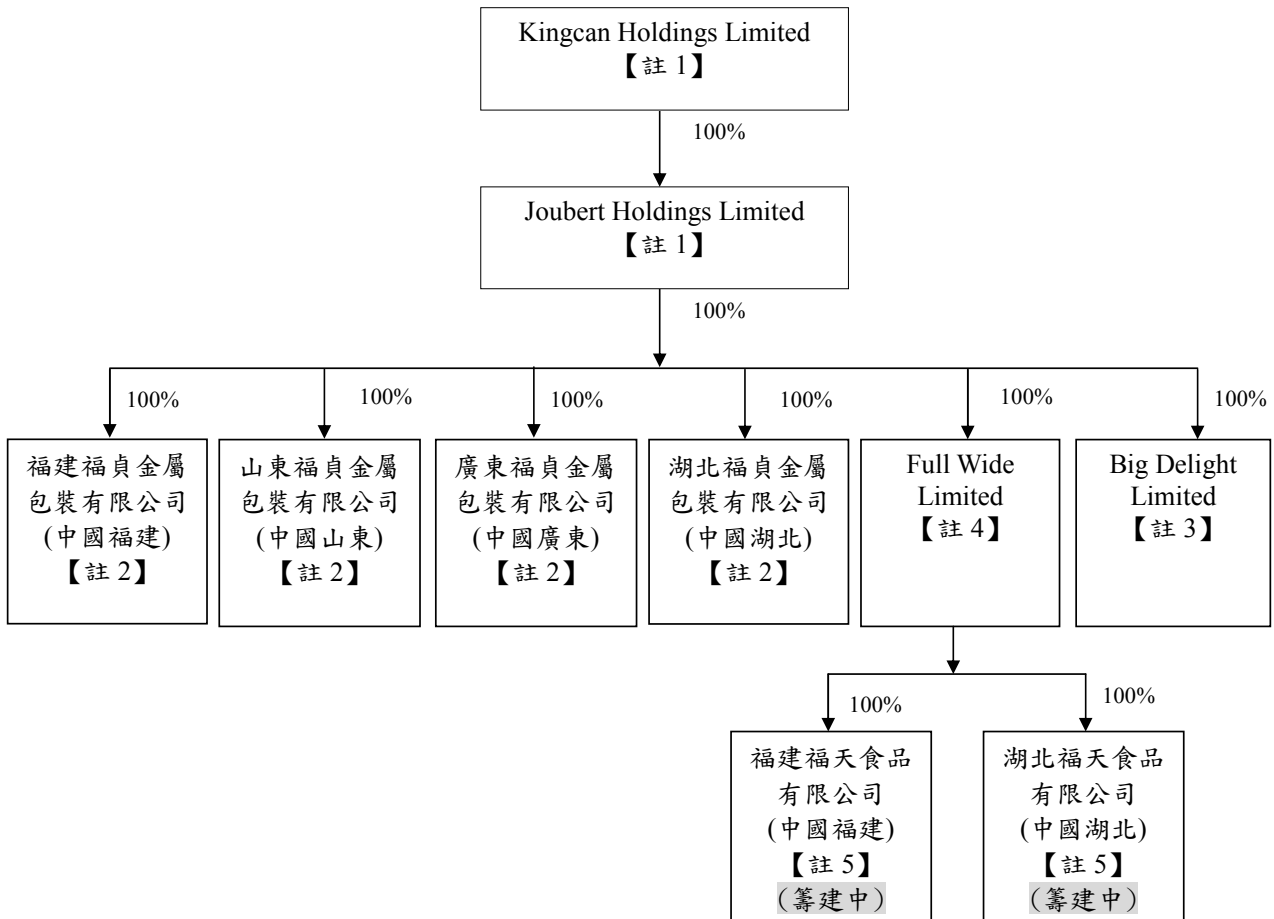 Kingcan Holdings Limited
【註 1】
100%
Joubert Holdings Limited
【註 1】
100%
100%
100%
100%
100%
100%
100%
福建福貞金屬
包裝有限公司
(中國福建)
【註 2】
山東福貞金屬
包裝有限公司
(中國山東)
【註 2】
廣東福貞金屬
包裝有限公司
(中國廣東)
【註 2】
湖北福貞金屬
包裝有限公司
(中國湖北)
【註 2】
Full Wide
Limited
【註 4】
Big Delight
Limited
【註 3】
100%
100%
福建福天食品
有限公司
(中國福建)
【註 5】
(籌建中)
湖北福天食品
有限公司
(中國湖北)
【註 5】
(籌建中)